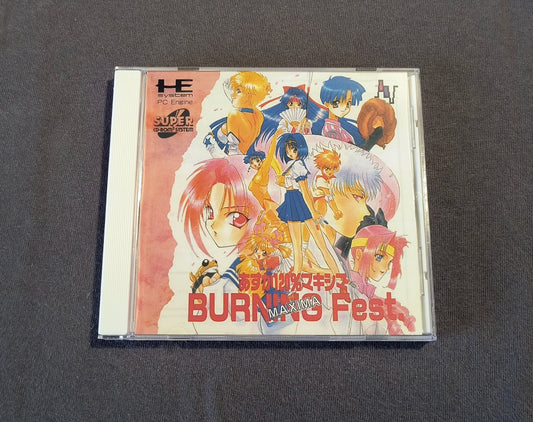 HE
system
PC Engine
SUPER
CD-ROM² SYSTEM
あすか120%マキシマ
BURNING Fest.
MAXIMA